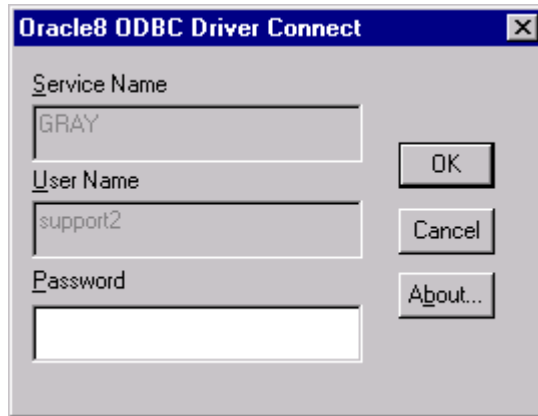 Oracle8 ODBC Driver Connect
Service Name
GRAY
OK
User Name
support2
Cancel
Password
About...